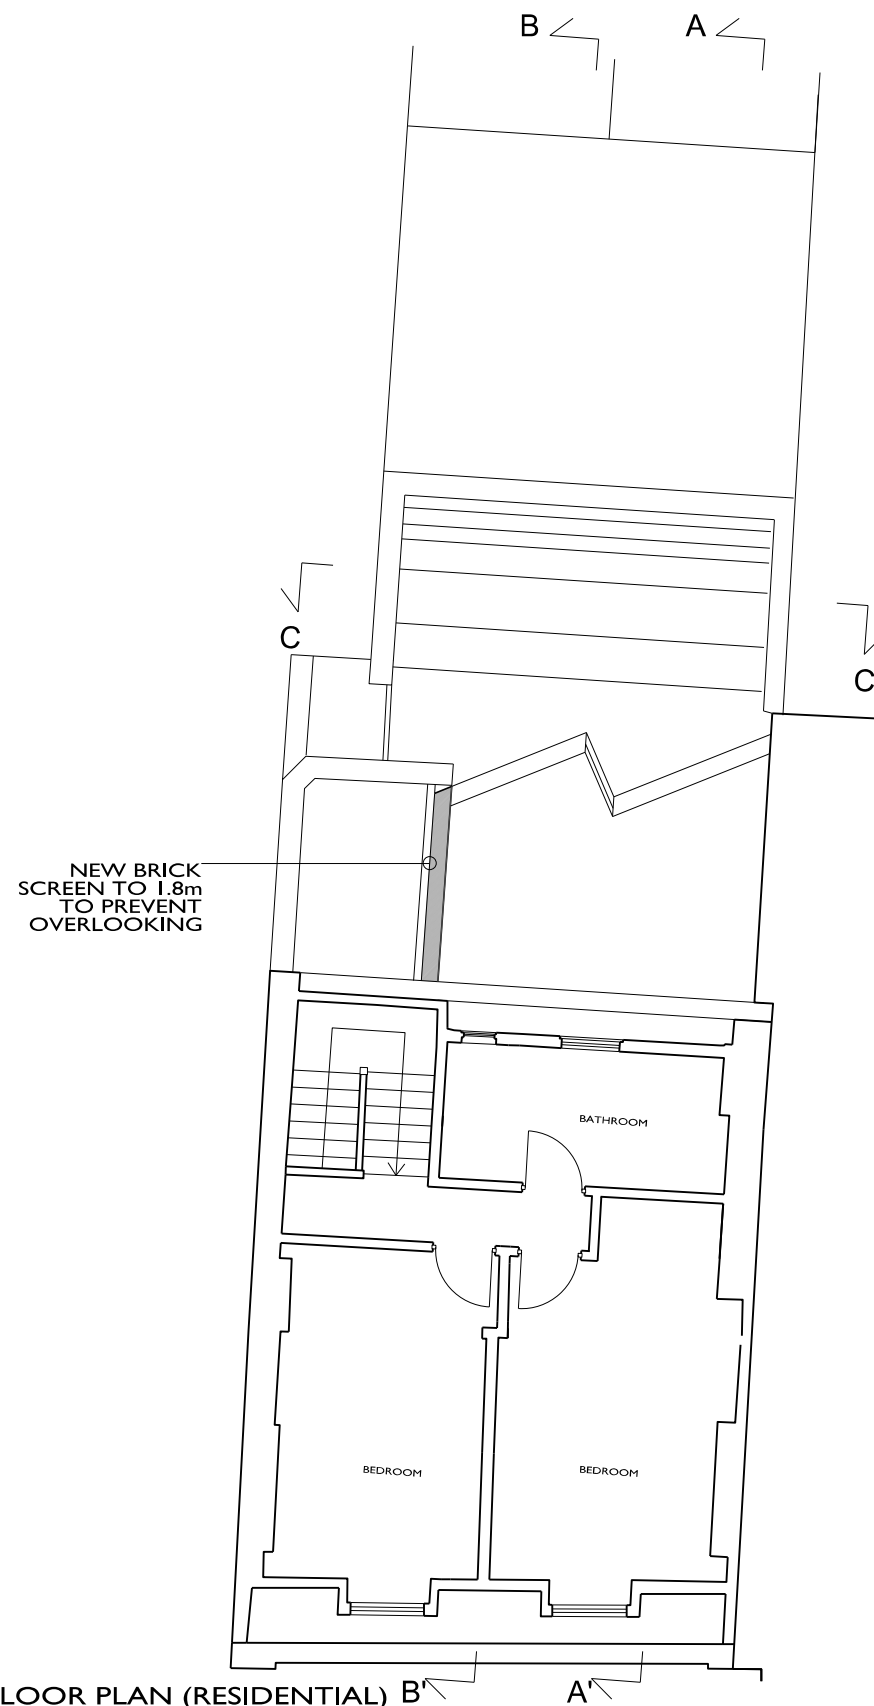 B
A
C
C
NEW BRICK
SCREEN TO 1.8m
TO PREVENT
OVERLOOKING
BATHROOM
BEDROOM
BEDROOM
LOOR PLAN (RESIDENTIAL)
B'
A'